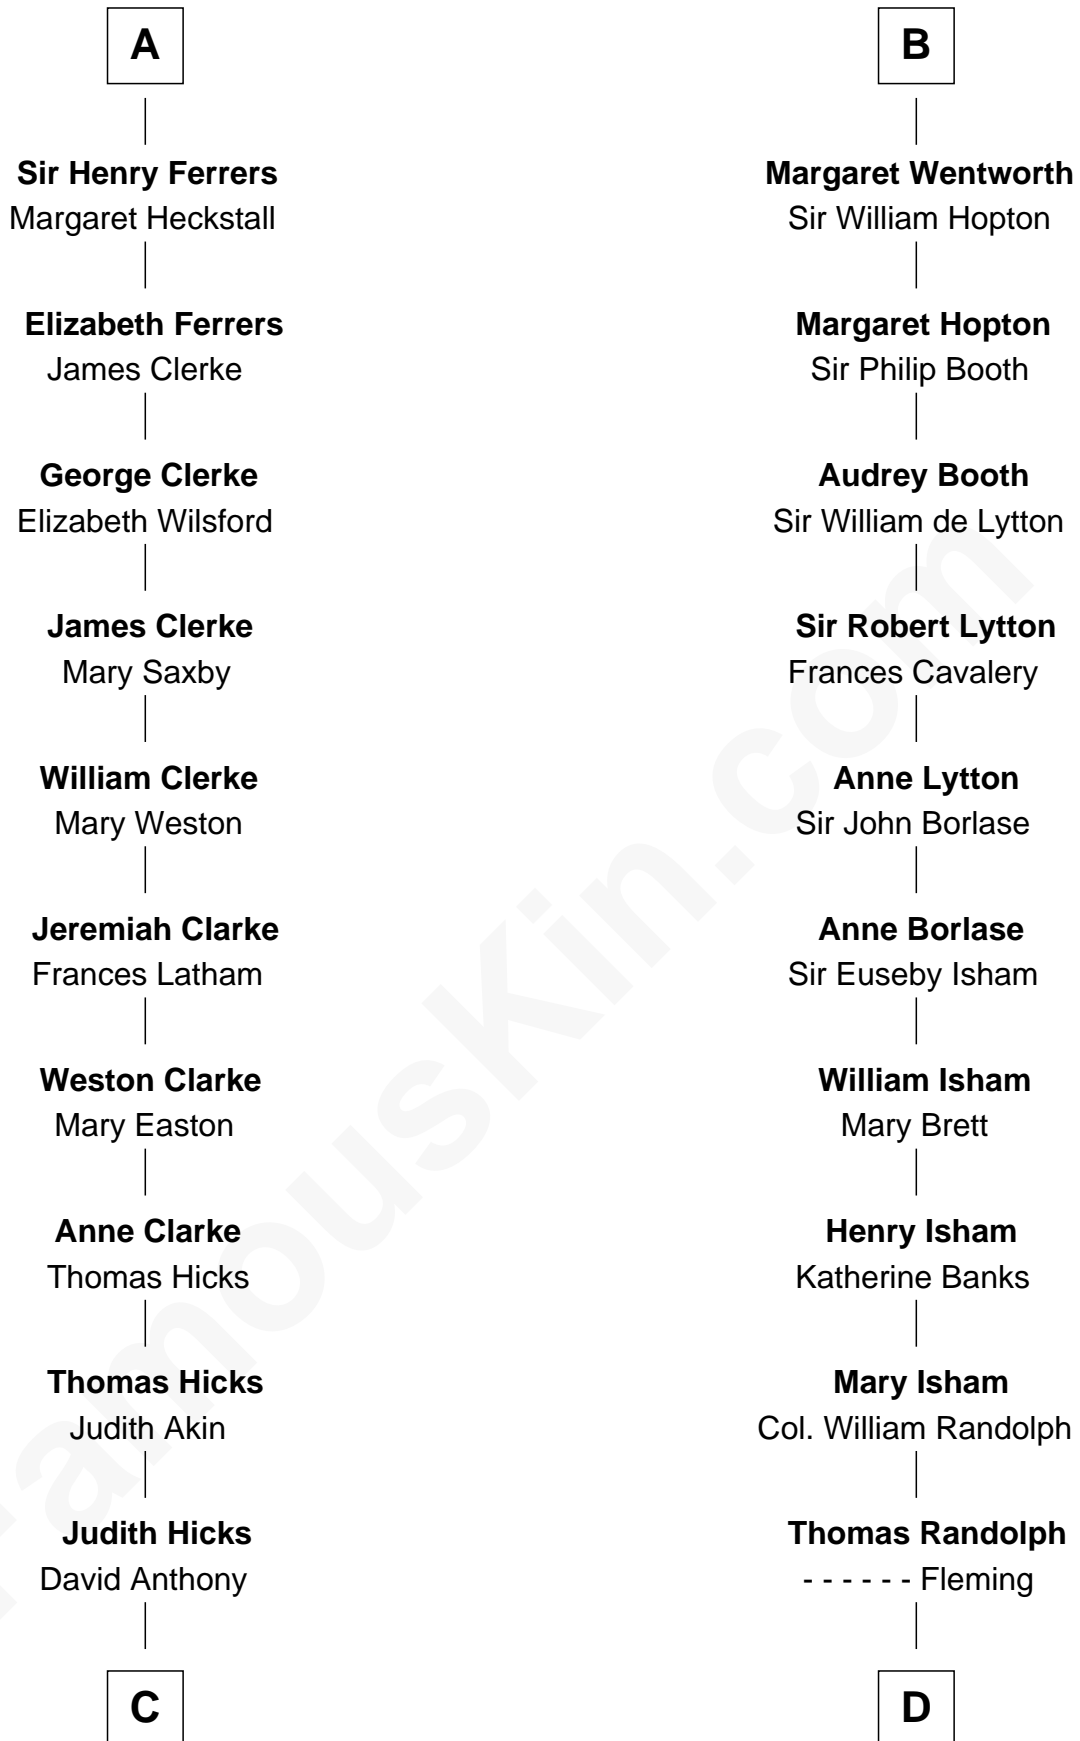 A
Sir Henry Ferrers
Margaret Heckstall
Elizabeth Ferrers
James Clerke
George Clerke
Elizabeth Wilsford
James Clerke
Mary Saxby
William Clerke
Mary Weston
Jeremiah Clarke
Frances Latham
Weston Clarke
Mary Easton
Anne Clarke
Thomas Hicks
Thomas Hicks
Judith Akin
Judith Hicks
David Anthony
C
B
Margaret Wentworth
Sir William Hopton
Margaret Hopton
Sir Philip Booth
Audrey Booth
Sir William de Lytton
Sir Robert Lytton
Frances Cavalery
Anne Lytton
Sir John Borlase
Anne Borlase
Sir Euseby Isham
William Isham
Mary Brett
Henry Isham
Katherine Banks
Mary Isham
Col. William Randolph
Thomas Randolph
- - - - - - Fleming
D
FamousKin.com